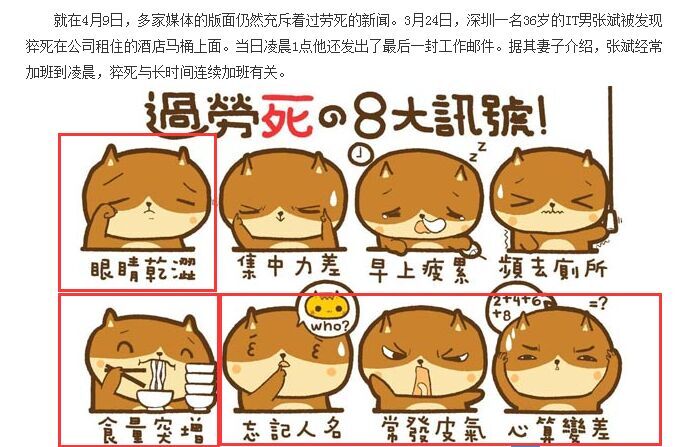 就在4月9日，多家媒体的版面仍然充斥着过劳死的新闻。3月24日，深圳一名36岁的IT男张斌被发现
猝死在公司租住的酒店马桶上面。当日凌晨1点他还发出了最后一封工作邮件。据其妻子介绍，张斌经常
加班到凌晨，猝死与长时间连续加班有关。
過勞死の8大訊號!
zz
眼睛乾澀
集中力差
早上疲累
頻去廁所
who?
2+4+6
+8
=?
食量突增
忘記人名
常發皮氣
心算變差